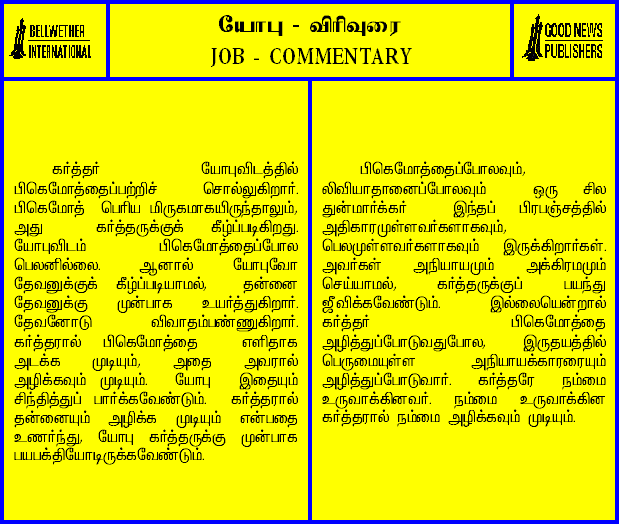 BELLWETHER
INTERNATIONAL
யோபு - விரிவுரை
JOB - COMMENTARY
GOOD NEWS
PUBLISHERS
கர்த்தர் யோபுவிடத்தில்
பிகெமோத்தைப்பற்றிச் சொல்லுகிறார்.
பிகெமோத் பெரிய மிருகமாகயிருந்தாலும்,
அது கர்த்தருக்குக் கீழ்ப்படிகிறது.
யோபுவிடம் பிகெமோத்தைப்போல
பெலனில்லை. ஆனால் யோபுவோ
தேவனுக்குக் கீழ்ப்படியாமல், தன்னை
தேவனுக்கு முன்பாக உயர்த்துகிறார்.
தேவனோடு விவாதம்பண்ணுகிறார்.
கர்த்தரால் பிகெமோத்தை எளிதாக
அடக்க முடியும், அதை அவரால்
அழிக்கவும் முடியும். யோபு இதையும்
சிந்தித்துப் பார்க்கவேண்டும். கர்த்தரால்
தன்னையும் அழிக்க முடியும் என்பதை
உணர்ந்து, யோபு கர்த்தருக்கு முன்பாக
பயபக்தியோடிருக்கவேண்டும்.
பிகெமோத்தைப்போலவும்,
லிவியாதானைப்போலவும் ஒரு சில
துன்மார்க்கர் இந்தப் பிரபஞ்சத்தில்
அதிகாரமுள்ளவர்களாகவும்,
பெலமுள்ளவர்களாகவும் இருக்கிறார்கள்.
அவர்கள் அநியாயமும் அக்கிரமமும்
செய்யாமல், கர்த்தருக்குப் பயந்து
ஜீவிக்கவேண்டும். இல்லையென்றால்
கர்த்தர் பிகெமோத்தை
அழித்துப்போடுவதுபோல, இருதயத்தில்
பெருமையுள்ள அநியாயக்காரரையும்
அழித்துப்போடுவார். கர்த்தரே நம்மை
உருவாக்கினவர். நம்மை உருவாக்கின
கர்த்தரால் நம்மை அழிக்கவும் முடியும்.